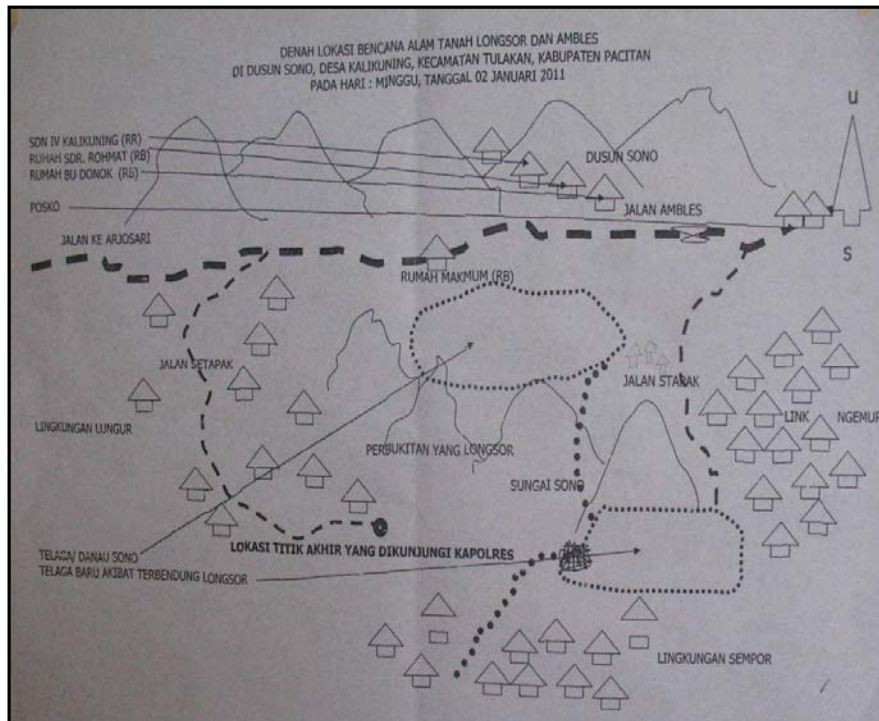 DENAH LOKASI BENCANA ALAM TANAH LONGSOR DAN AMBLES
DI DUSUN SONO, DESA KALIKUNING, KECAMATAN TULAKAN, KABUPATEN PACITAN
PADA HARI : MINGGU, TANGGAL 02 JANUARI 2011
U
SDN IV KALIKUNING (RR)
RUMAH SDR. ROHMAT (RB)
RUMAH BU DONOK (RB)
DUSUN SONO
POSKO
JALAN AMBLES
JALAN KE ARJOSARI
S
RUMAH MAKMUM (RB)
JALAN SETAPAK
JALAN STAPAK
LINGKUNGAN UNGUR
LINK NGEMUR
PERBUKITAN YANG LONGSOR
SUNGAI SONO
LOKASI TITIK AKHIR YANG DIKUNJUNGI KAPOLRES
TELAGA/ DANAU SONO
TELAGA BARU AKIBAT TERBENDUNG LONGSOR
LINGKUNGAN SEMPOR